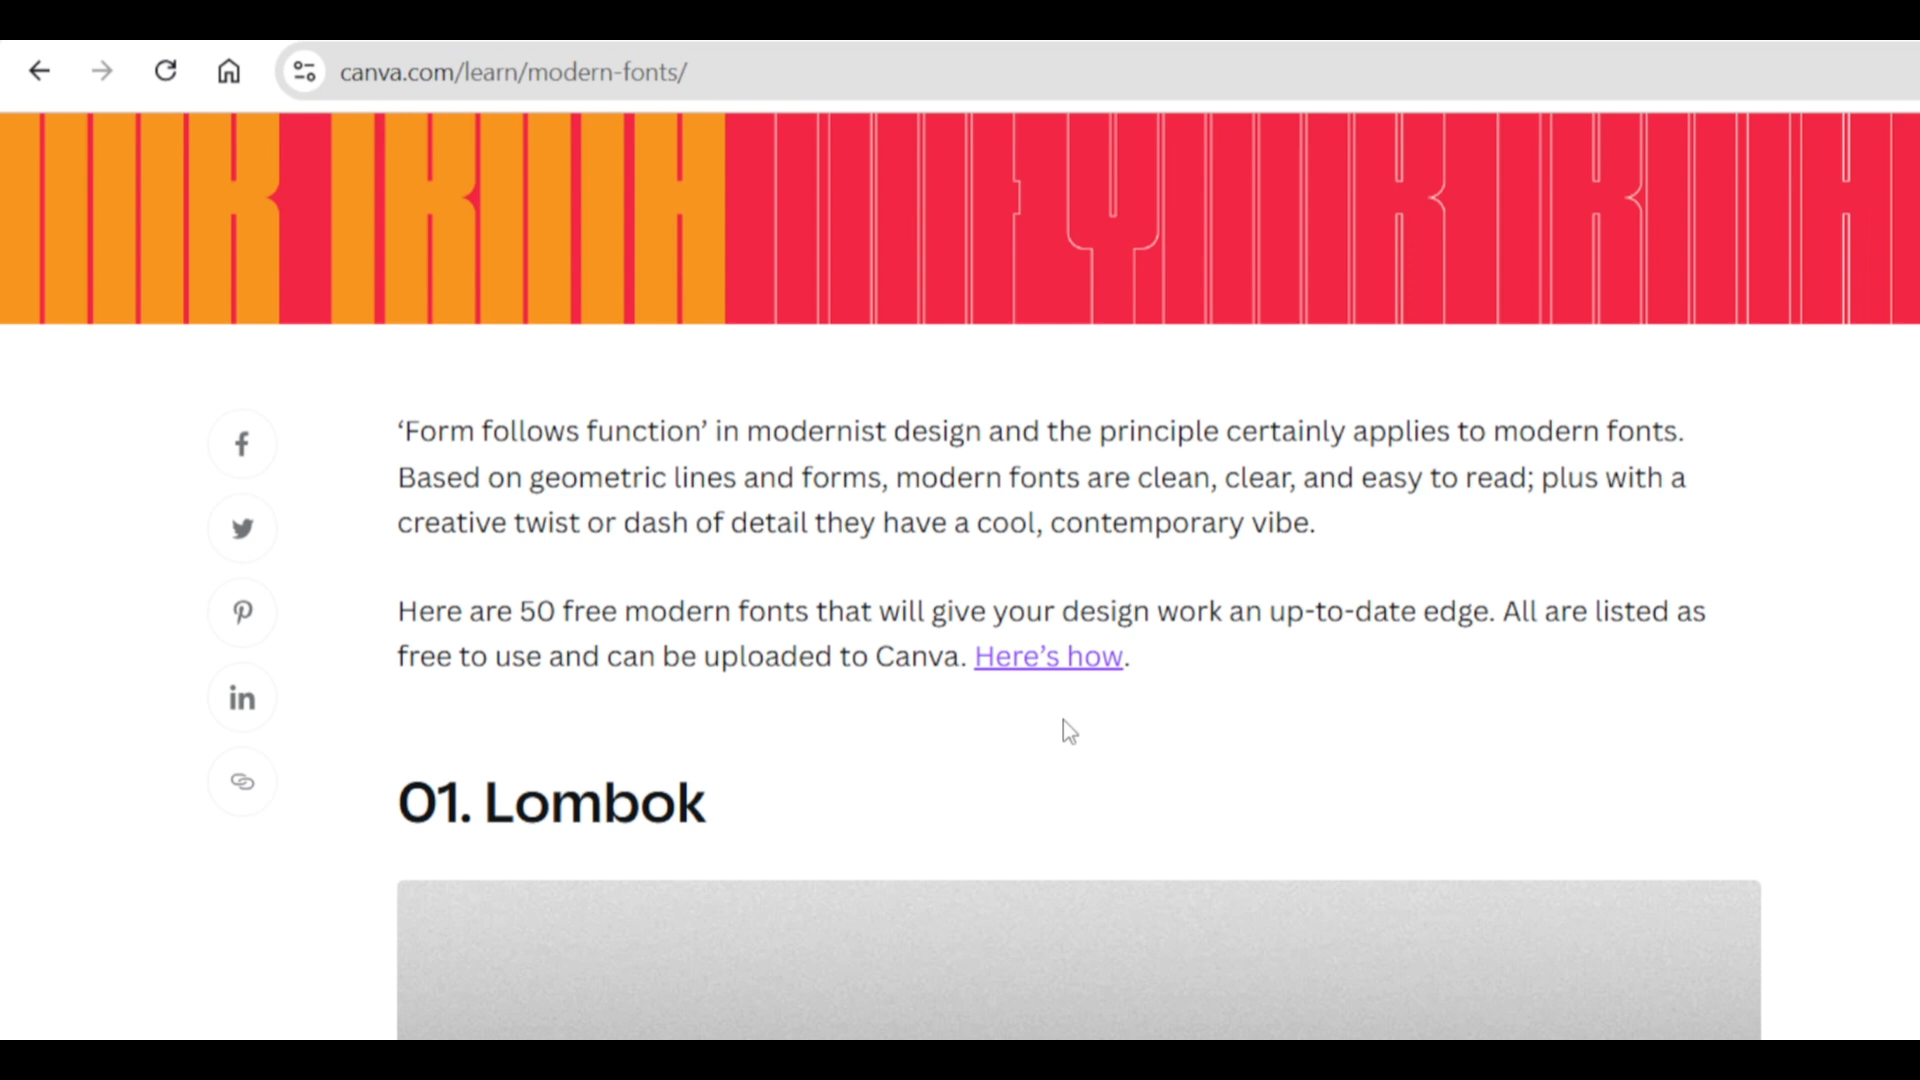 canva.com/learn/modern-fonts/
‘Form follows function’ in modernist design and the principle certainly applies to modern fonts.
Based on geometric lines and forms, modern fonts are clean, clear, and easy to read; plus with a
creative twist or dash of detail they have a cool, contemporary vibe.
Here are 50 free modern fonts that will give your design work an up-to-date edge. All are listed as
free to use and can be uploaded to Canva. Here’s how.
01. Lombok